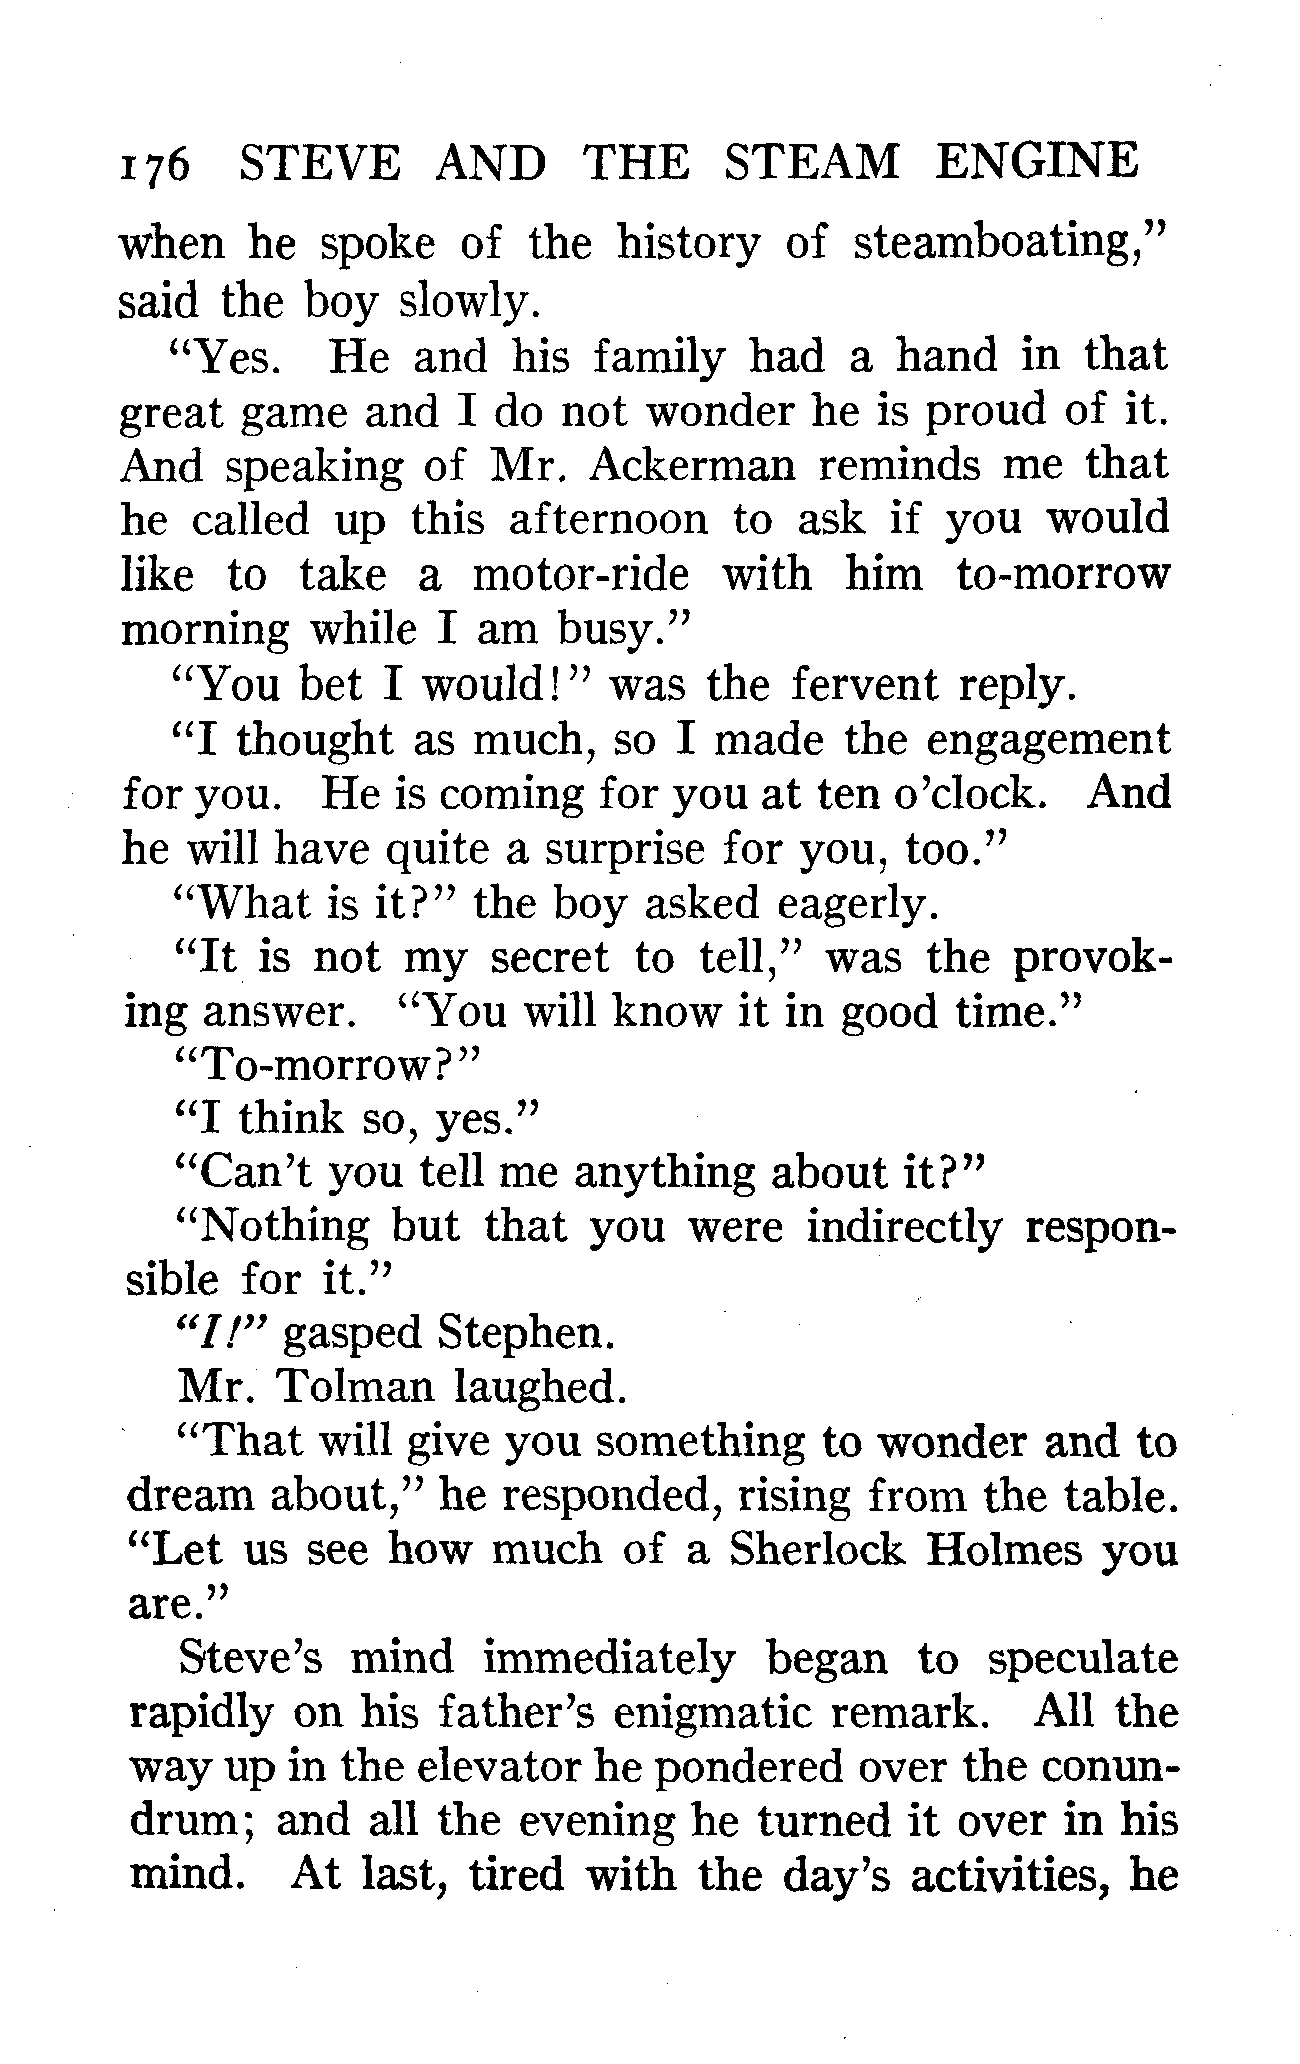 176 STEVE AND THE STEAM ENGINE
when he spoke of the history of steamboating,”
said the boy slowly.
“Yes. He and his family had a hand in that
great game and I do not wonder he is proud of it.
And speaking of Mr. Ackerman reminds me that
he called up this afternoon to ask if you would
like to take a motor-ride with him to-morrow
morning while I am busy.”
“You bet I would!” was the fervent reply.
“I thought as much, so I made the engagement
for you. He is coming for you at ten o’clock. And
he will have quite a surprise for you, too.”
“What is it?” the boy asked eagerly.
“It is not my secret to tell,” was the provok-
ing answer. “You will know it in good time.”
“To-morrow?”
“I think so, yes.”
“Can’t you tell me anything about it?”
“Nothing but that you were indirectly respon-
sible for it.”
“I!” gasped Stephen.
Mr. Tolman laughed.
“That will give you something to wonder and to
dream about,” he responded, rising from the table.
“Let us see how much of a Sherlock Holmes you
are.”
Steve’s mind immediately began to speculate
rapidly on his father’s enigmatic remark. All the
way up in the elevator he pondered over the conun-
drum; and all the evening he turned it over in his
mind. At last, tired with the day’s activities, he